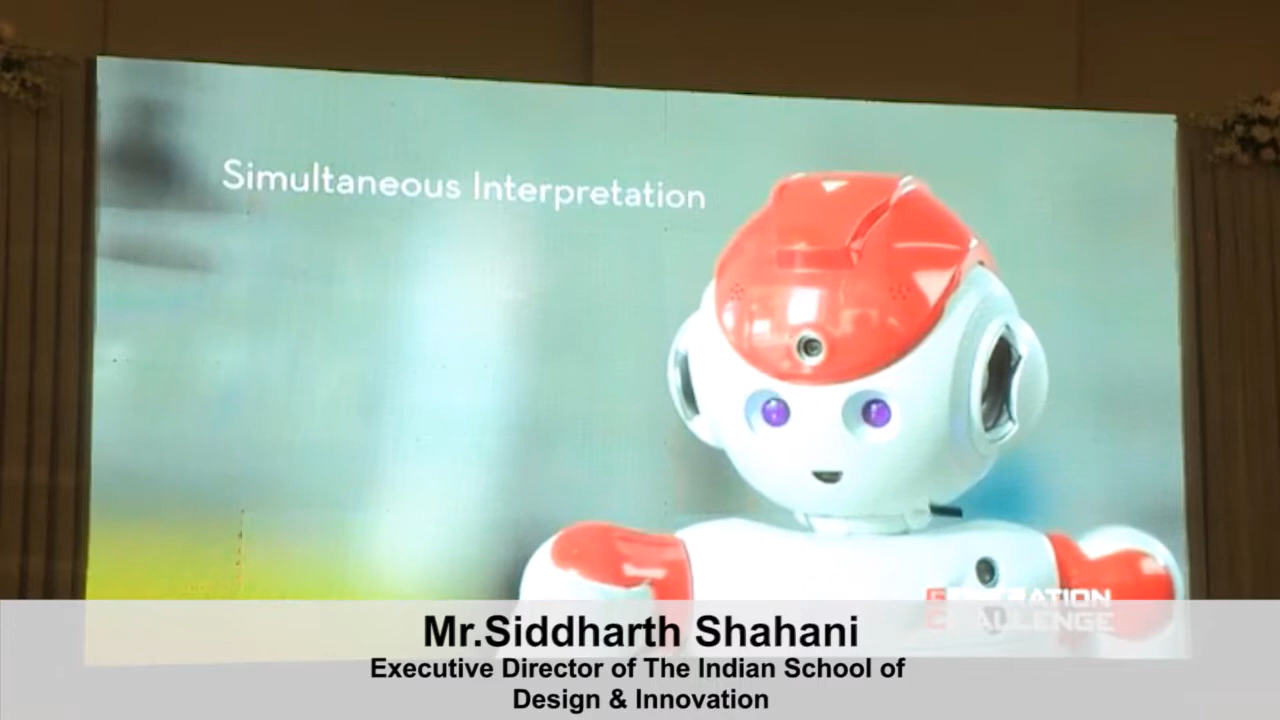 Simultaneous Interpretation
Mr.Siddharth Shahani
Executive Director of The Indian School of
Design & Innovation